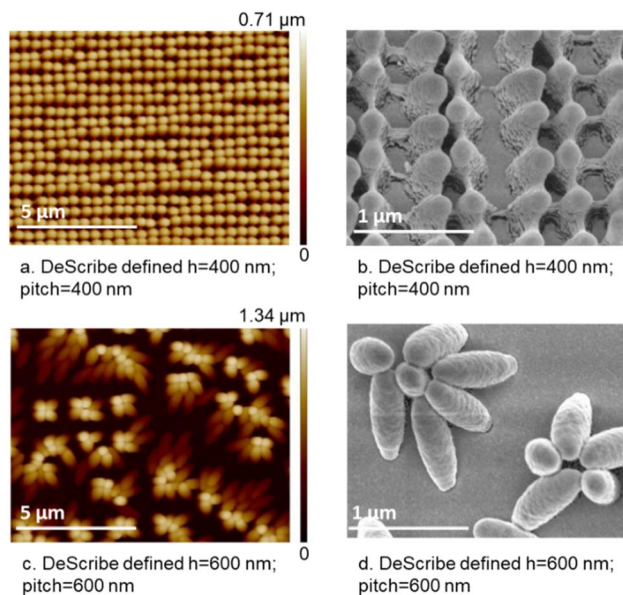 0.71 μm
5 μm
0
1 μm
a. DeScribe defined h=400 nm;
pitch=400 nm
b. DeScribe defined h=400 nm;
pitch=400 nm
1.34 μm
5 μm
0
1 μm
c. DeScribe defined h=600 nm;
pitch=600 nm
d. DeScribe defined h=600 nm;
pitch=600 nm